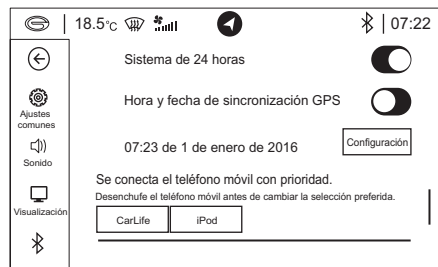 18.5°C 07:22
Sistema de 24 horas
Hora y fecha de sincronización GPS
Ajustes
comunes
07:23 de 1 de enero de 2016 Configuración
Sonido
Se conecta el teléfono móvil con prioridad.
Desenchufe el teléfono móvil antes de cambiar la selección preferida.
Visualización
CarLife iPod